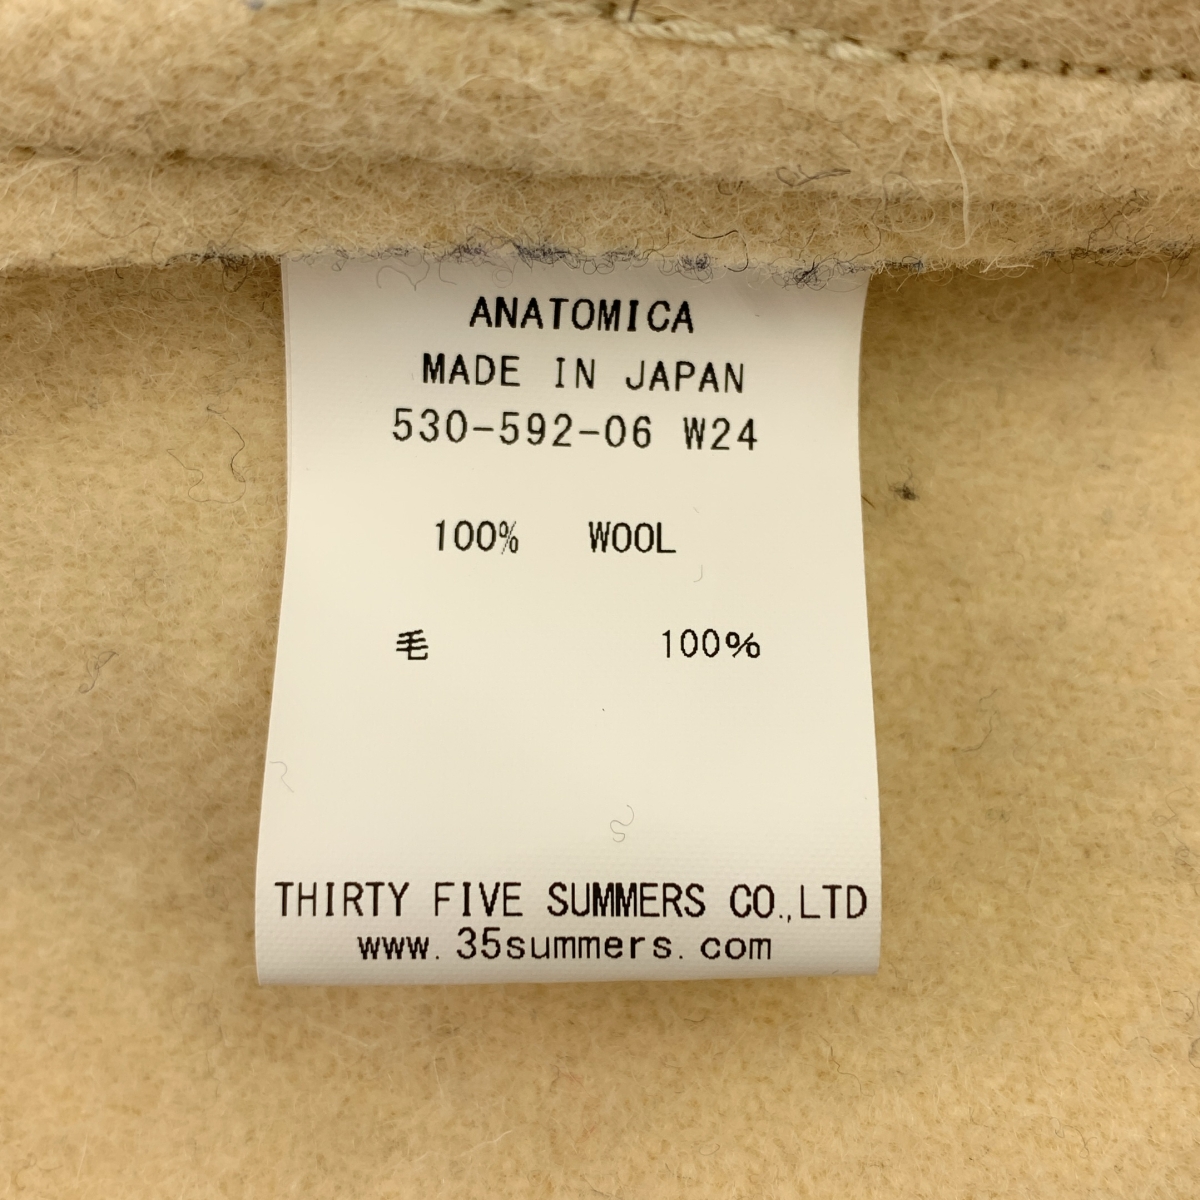 ANATOMICA
MADE IN JAPAN
530-592-06 W24
100% WOOL
毛 100%
THIRTY FIVE SUMMERS CO.,LTD
www.35summers.com